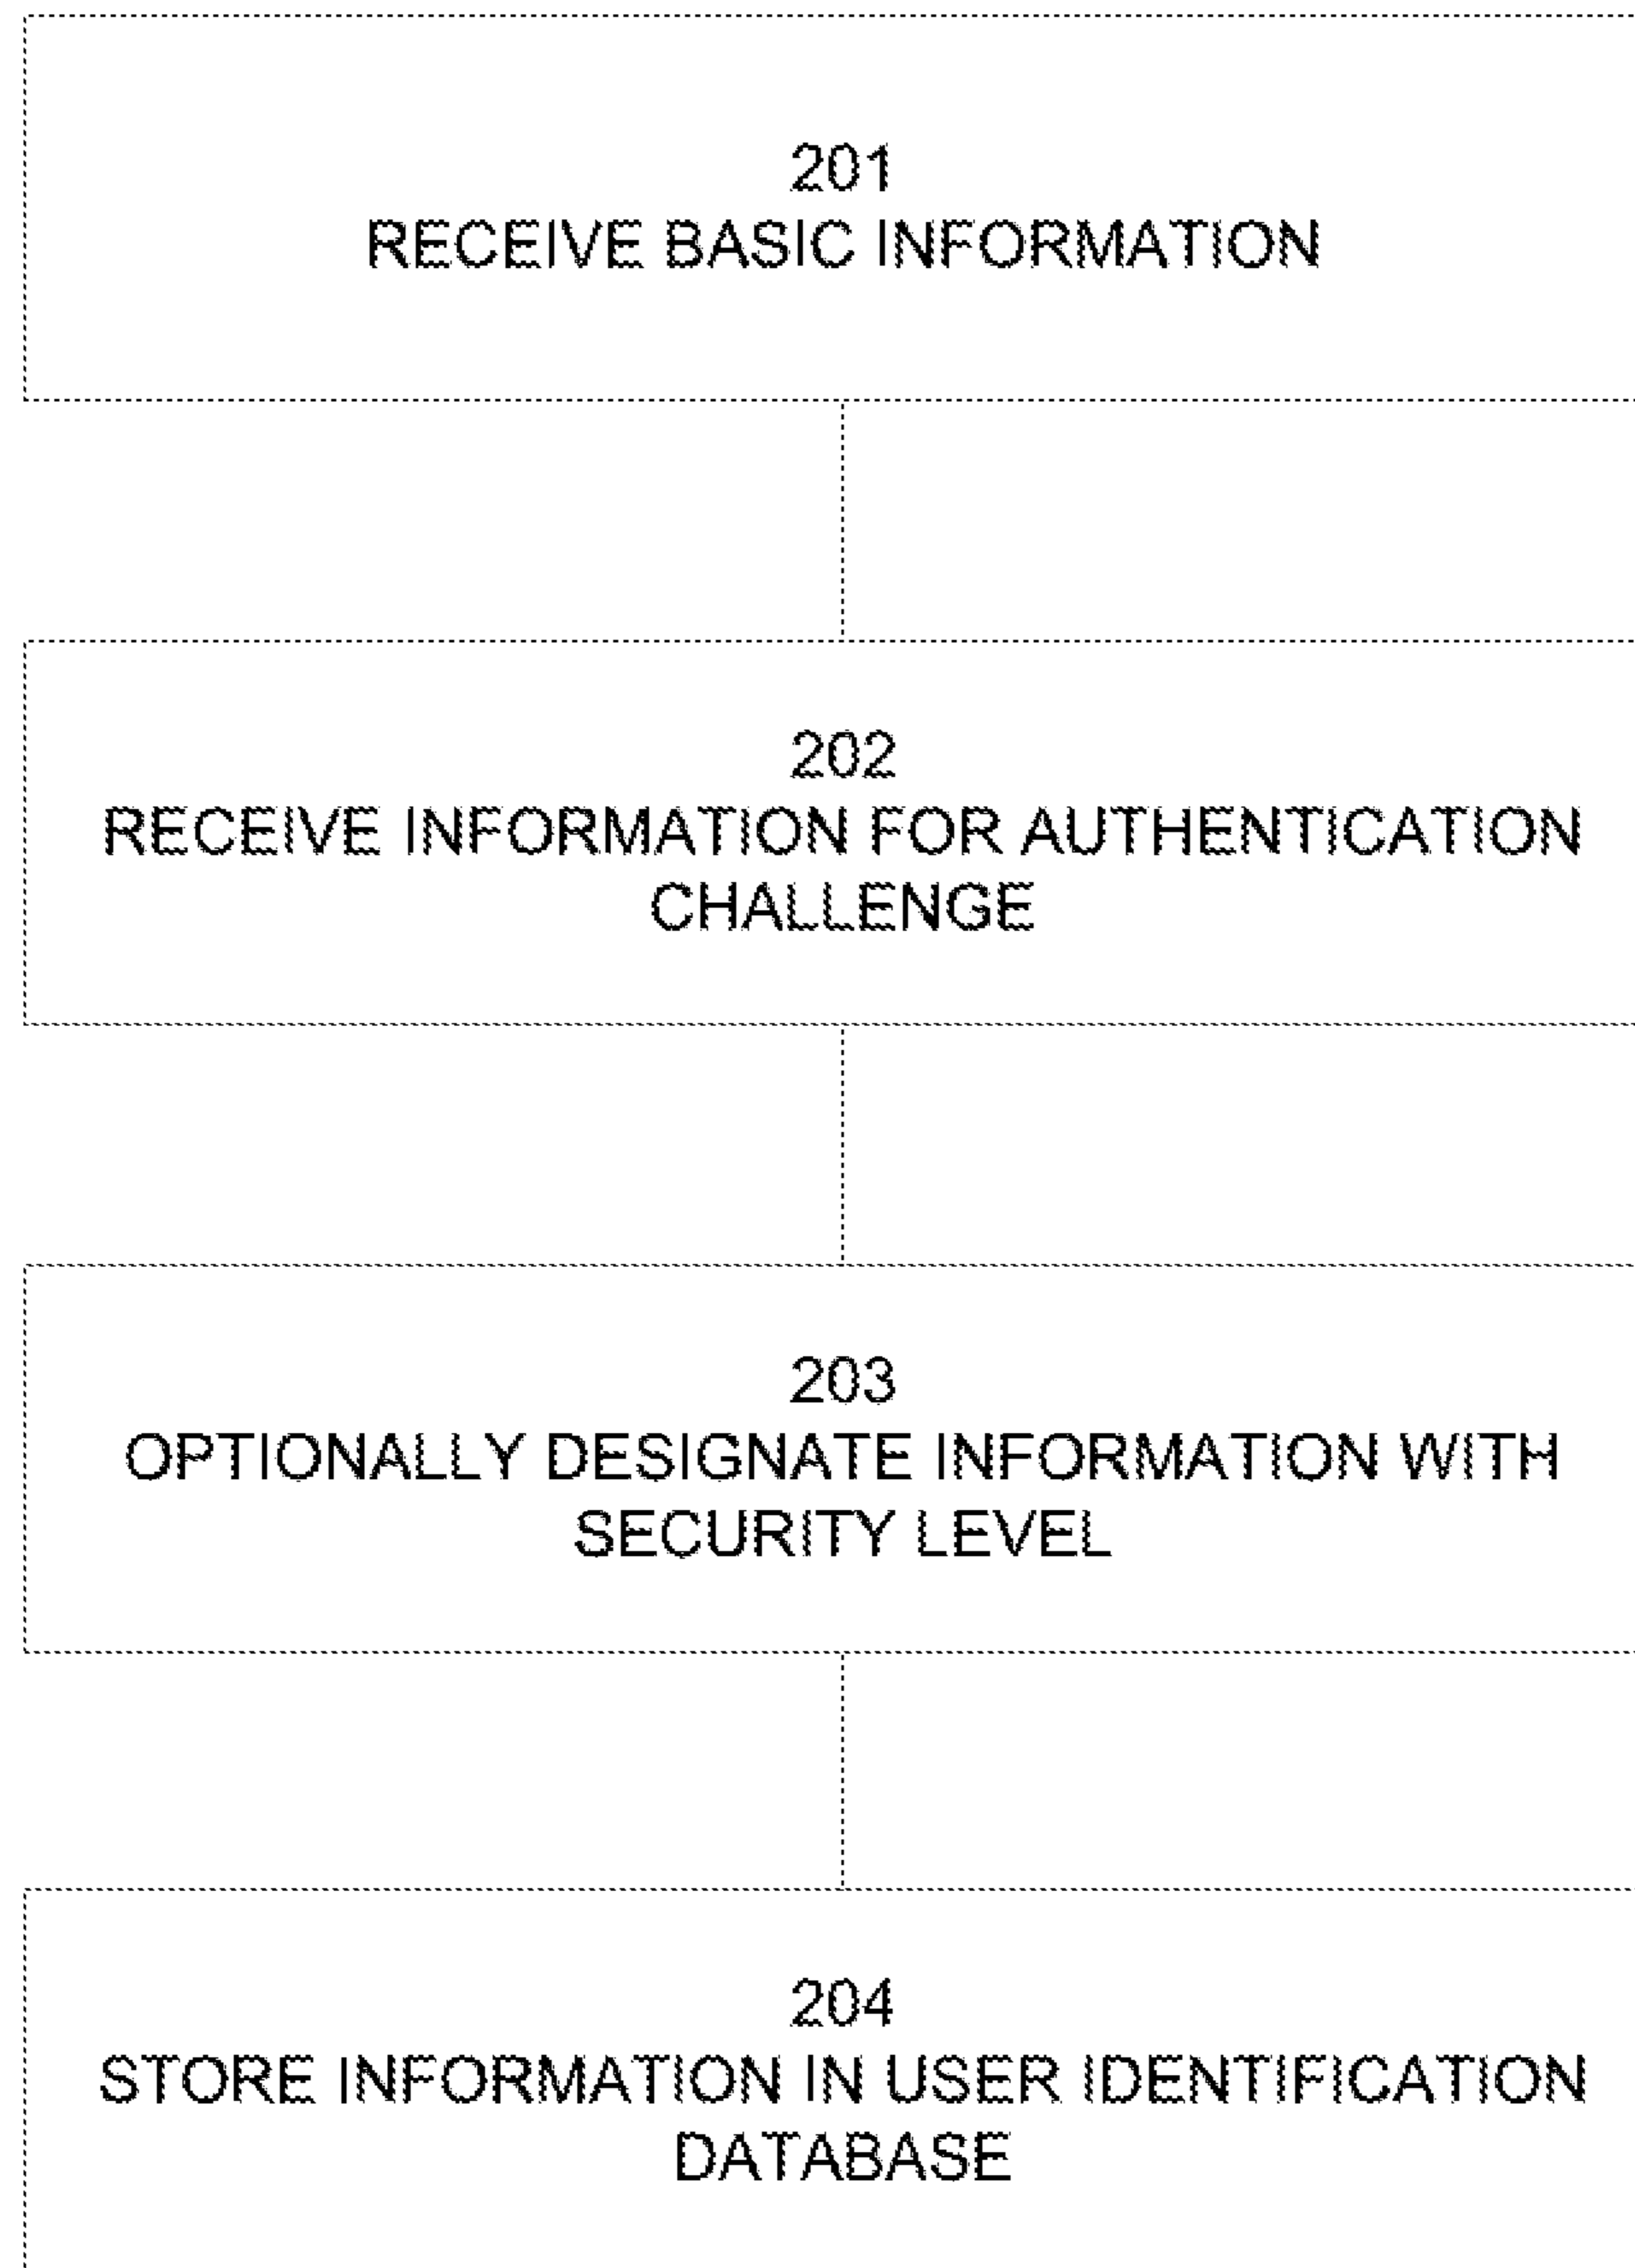 201
RECEIVE BASIC INFORMATION
202
RECEIVE INFORMATION FOR AUTHENTICATION
CHALLENGE
203
OPTIONALLY DESIGNATE INFORMATION WITH
SECURITY LEVEL
204
STORE INFORMATION IN USER IDENTIFICATION
DATABASE